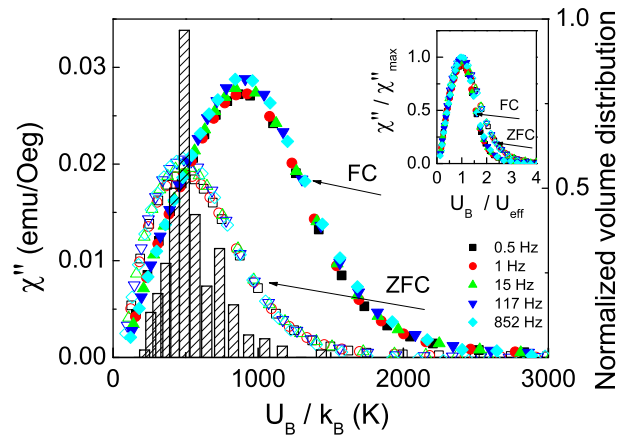 χ" (emu/Oeg)
0.03
0.02
0.01
0.00
0
1000
2000
3000
U_B / k_B (K)
1.0
0.5
Normalized volume distribution
FC
ZFC
0.5 Hz
1 Hz
15 Hz
117 Hz
852 Hz
χ" / χ"_max
1.0
0.5
0.0
0 1 2 3 4
U_B / U_eff
FC
ZFC